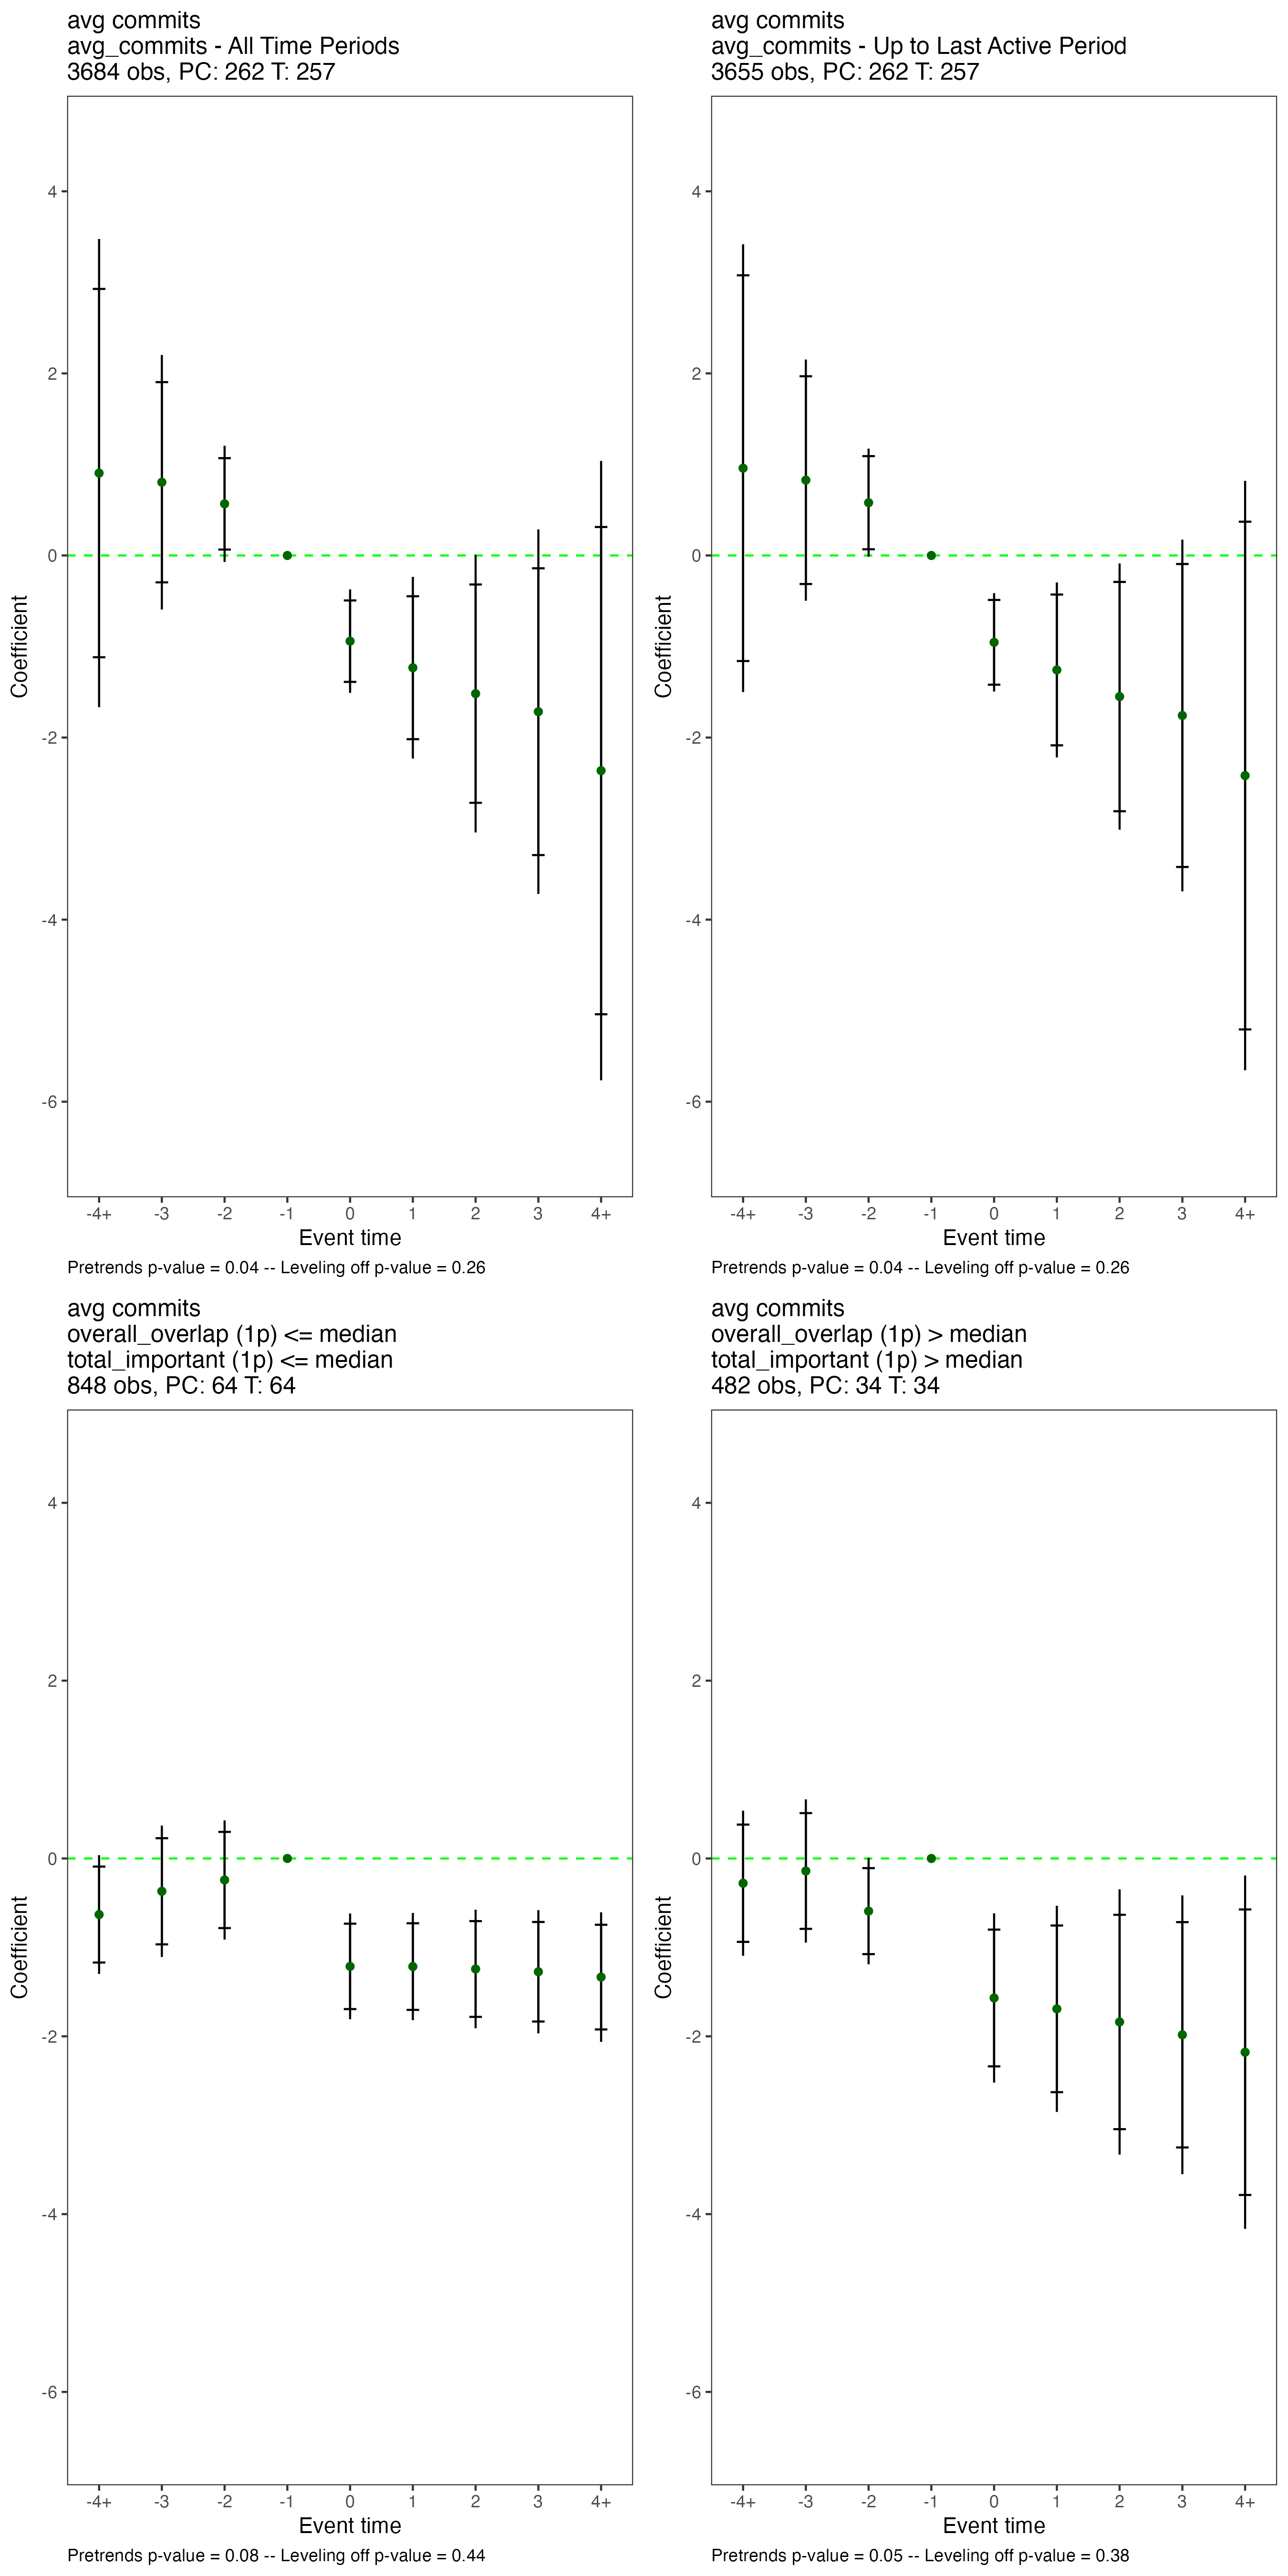 avg commits
avg_commits - All Time Periods
3684 obs, PC: 262 T: 257
4
2
0
-2
-4
-6
Coefficient
-4+ -3 -2 -1 0 1 2 3 4+
Event time
Pretrends p-value = 0.04 -- Leveling off p-value = 0.26
avg commits
avg_commits - Up to Last Active Period
3655 obs, PC: 262 T: 257
4
2
0
-2
-4
-6
Coefficient
-4+ -3 -2 -1 0 1 2 3 4+
Event time
Pretrends p-value = 0.04 -- Leveling off p-value = 0.26
avg commits
overall_overlap (1p) <= median
total_important (1p) <= median
848 obs, PC: 64 T: 64
4
2
0
-2
-4
-6
Coefficient
-4+ -3 -2 -1 0 1 2 3 4+
Event time
Pretrends p-value = 0.08 -- Leveling off p-value = 0.44
avg commits
overall_overlap (1p) > median
total_important (1p) > median
482 obs, PC: 34 T: 34
4
2
0
-2
-4
-6
Coefficient
-4+ -3 -2 -1 0 1 2 3 4+
Event time
Pretrends p-value = 0.05 -- Leveling off p-value = 0.38